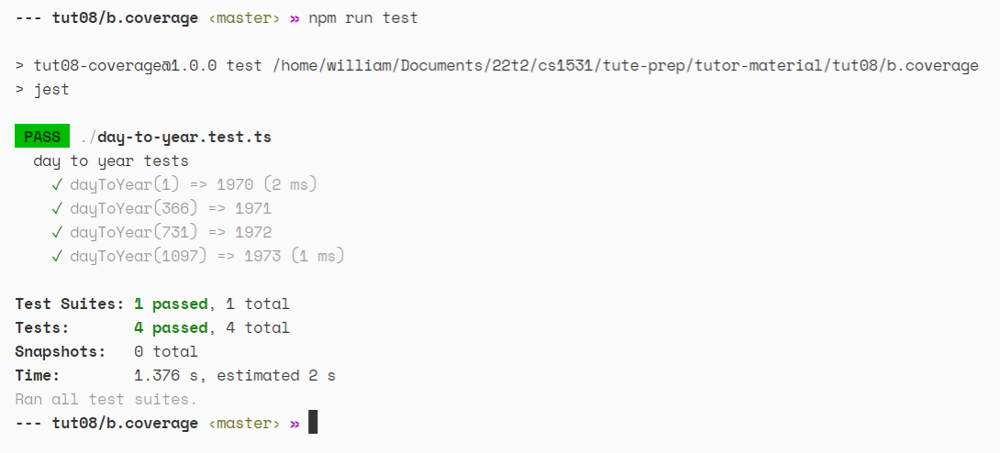 --- tut08/b.coverage ‹master› » npm run test
> tut08-coverage@1.0.0 test /home/william/Documents/22t2/cs1531/tute-prep/tutor-material/tut08/b.coverage
> jest
PASS ./day-to-year.test.ts
day to year tests
✓ dayToYear(1) => 1970 (2 ms)
✓ dayToYear(366) => 1971
✓ dayToYear(731) => 1972
✓ dayToYear(1097) => 1973 (1 ms)
Test Suites: 1 passed, 1 total
Tests: 4 passed, 4 total
Snapshots: 0 total
Time: 1.376 s, estimated 2 s
Ran all test suites.
--- tut08/b.coverage ‹master› »